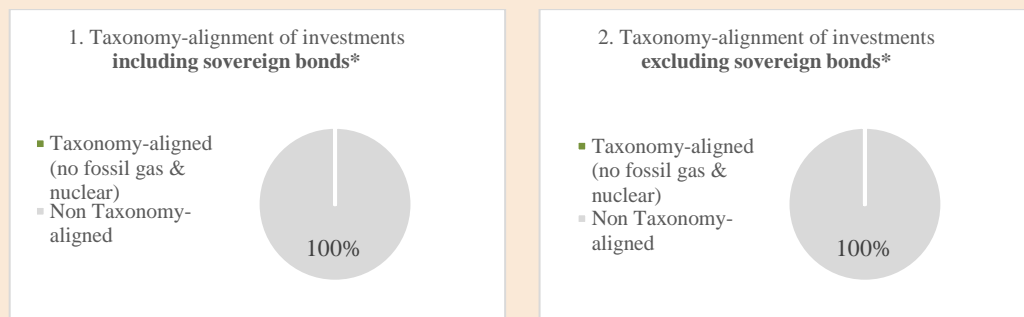 1. Taxonomy-alignment of investments
including sovereign bonds*
Taxonomy-aligned
(no fossil gas &
nuclear)
Non Taxonomy-
aligned
100%
2. Taxonomy-alignment of investments
excluding sovereign bonds*
Taxonomy-aligned
(no fossil gas &
nuclear)
Non Taxonomy-
aligned
100%